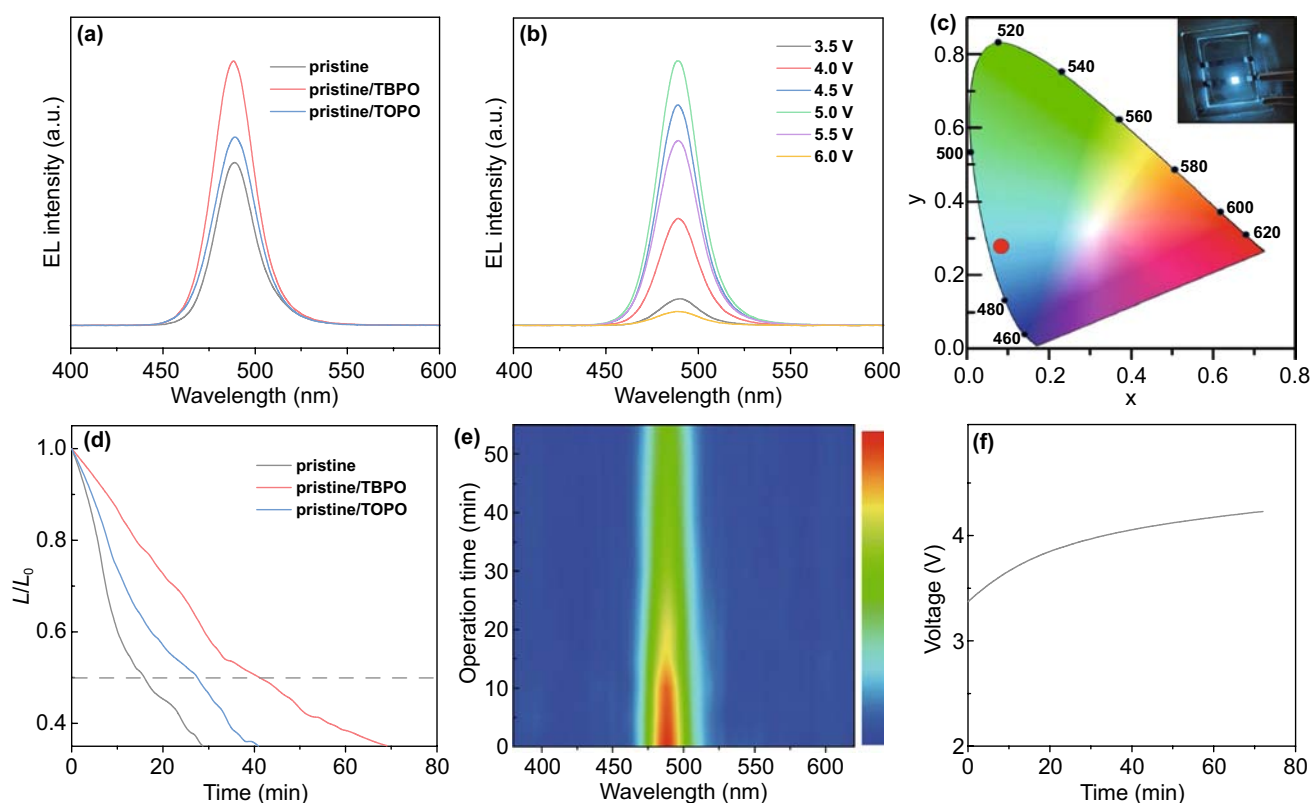 (a)
pristine
pristine/TBPO
pristine/TOPO
EL intensity (a.u.)
400 450 500 550 600
Wavelength (nm)
(b)
3.5 V
4.0 V
4.5 V
5.0 V
5.5 V
6.0 V
EL intensity (a.u.)
400 450 500 550 600
Wavelength (nm)
(c)
520
540
560
580
600
620
500
480
460
y
0.8
0.6
0.4
0.2
0.0
0.0 0.2 0.4 0.6 0.8
x
(d)
pristine
pristine/TBPO
pristine/TOPO
L/L0
1.0
0.8
0.6
0.4
0 20 40 60 80
Time (min)
(e)
Operation time (min)
50
40
30
20
10
0
400 450 500 550 600
Wavelength (nm)
(f)
Voltage (V)
4
3
2
0 20 40 60 80
Time (min)